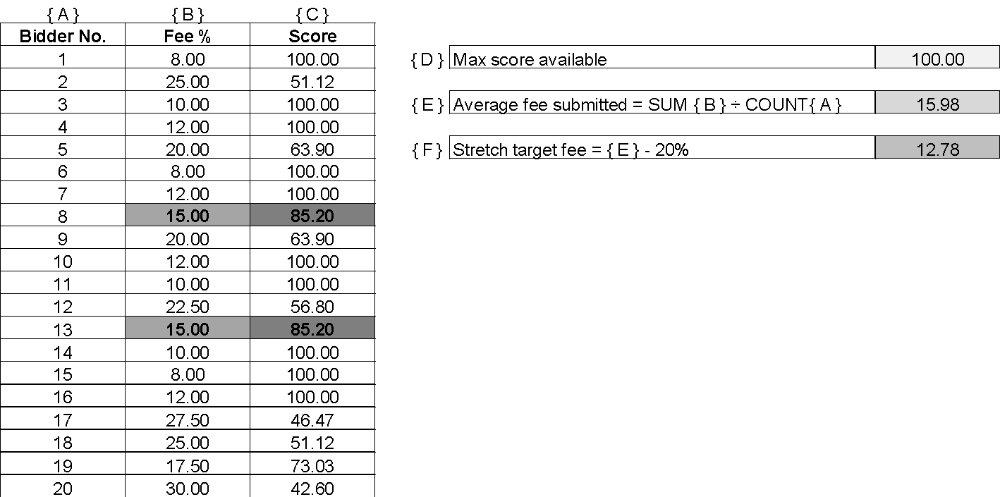 { A } { B } { C }
Bidder No. Fee % Score
1 8.00 100.00 { D } Max score available 100.00
2 25.00 51.12
3 10.00 100.00 { E } Average fee submitted = SUM { B } ÷ COUNT{ A } 15.98
4 12.00 100.00
5 20.00 63.90 { F } Stretch target fee = { E } - 20% 12.78
6 8.00 100.00
7 12.00 100.00
8 15.00 85.20
9 20.00 63.90
10 12.00 100.00
11 10.00 100.00
12 22.50 56.80
13 15.00 85.20
14 10.00 100.00
15 8.00 100.00
16 12.00 100.00
17 27.50 46.47
18 25.00 51.12
19 17.50 73.03
20 30.00 42.60